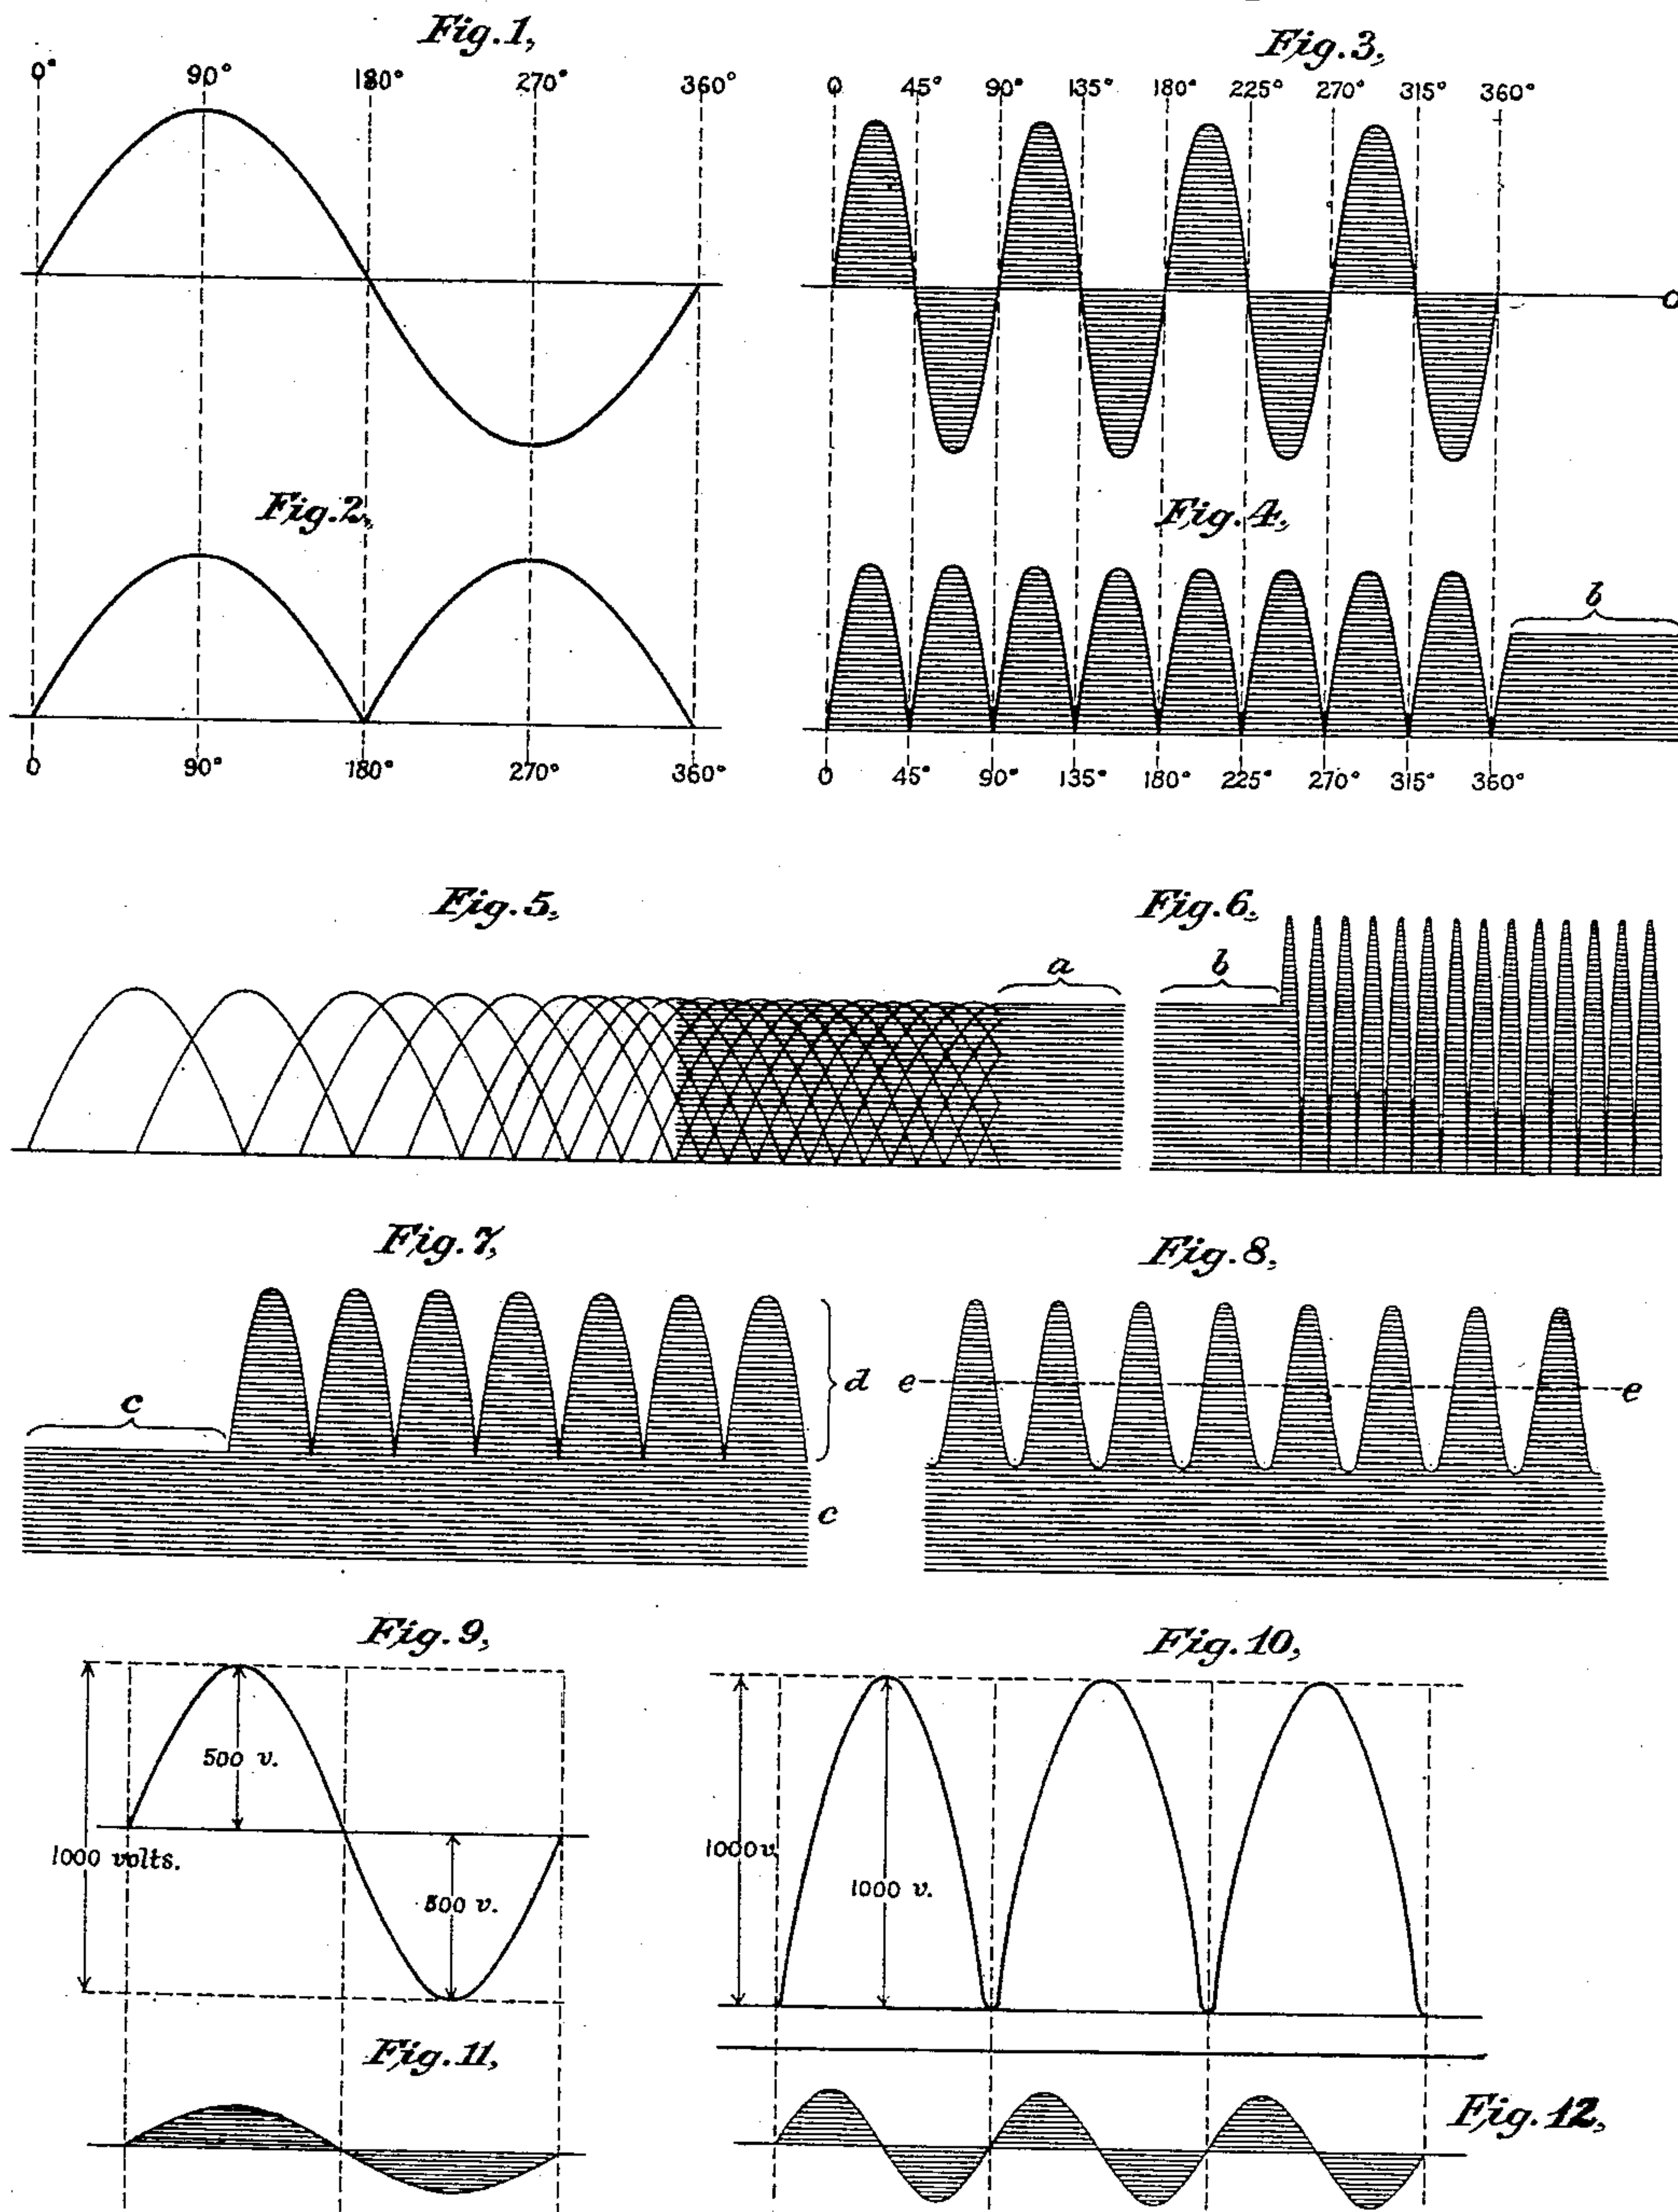 Fig. 1,
0° 90° 180° 270° 360°
Fig. 2,
0 90° 180° 270° 360°
Fig. 3,
0 45° 90° 135° 180° 225° 270° 315° 360°
Fig. 4,
b
0 45° 90° 135° 180° 225° 270° 315° 360°
Fig. 5,
a
Fig. 6,
b
Fig. 7,
c
d
c
Fig. 8,
e e
Fig. 9,
500 v.
1000 volts.
500 v.
Fig. 10,
1000 v.
1000 v.
Fig. 11,
Fig. 12,